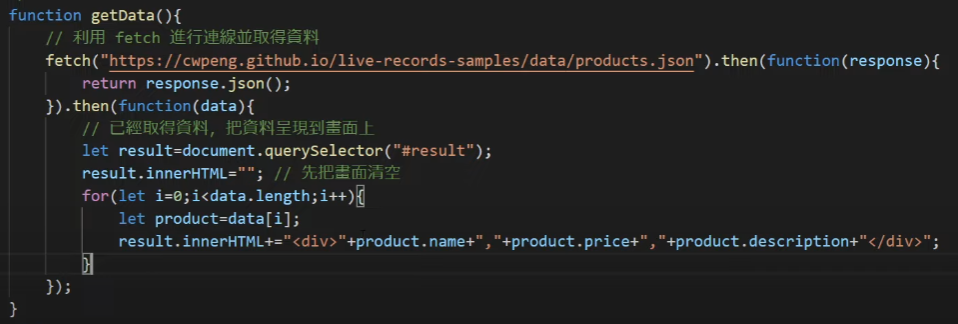 function getData(){
    // 利用 fetch 進行連線並取得資料
    fetch("https://cwpeng.github.io/live-records-samples/data/products.json").then(function(response){
        return response.json();
    }).then(function(data){
        // 已經取得資料, 把資料呈現到畫面上
        let result=document.querySelector("#result");
        result.innerHTML=""; // 先把畫面清空
        for(let i=0;i<data.length;i++){
            let product=data[i];
            result.innerHTML+="<div>"+product.name+","+product.price+","+product.description+"</div>";
        }
    });
}